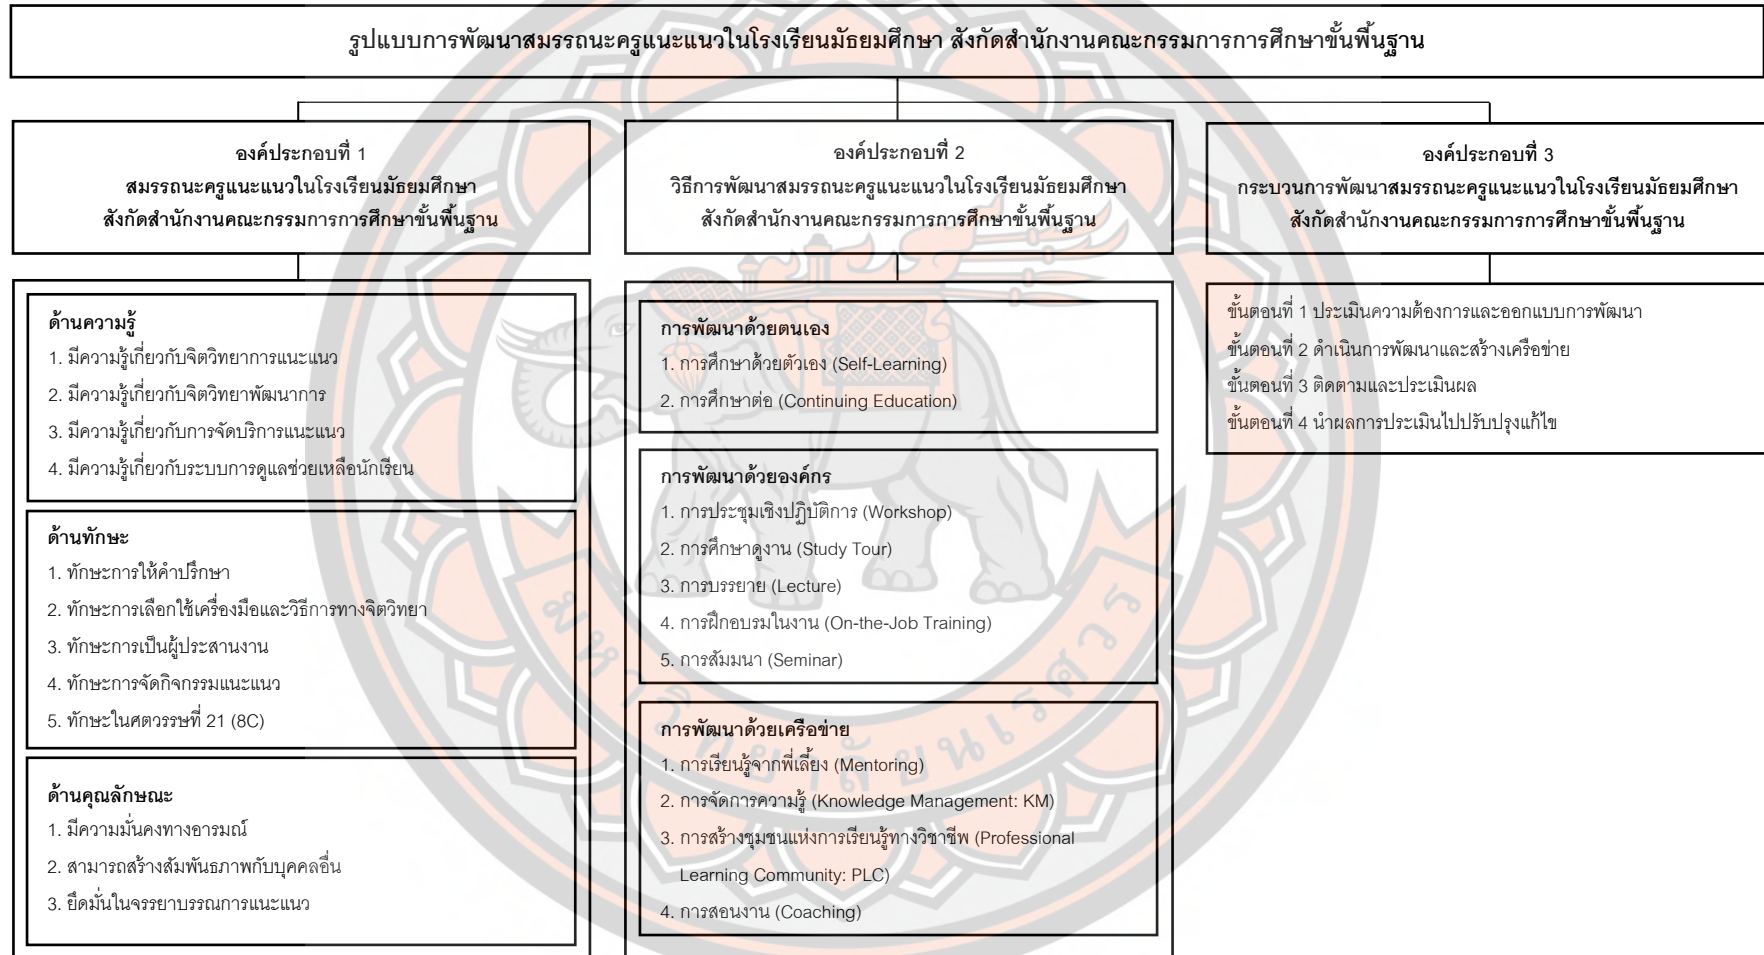 รูปแบบการพัฒนาสมรรถนะครูแนะแนวในโรงเรียนมัธยมศึกษา สังกัดสำนักงานคณะกรรมการการศึกษาขั้นพื้นฐาน
องค์ประกอบที่ 1
สมรรถนะครูแนะแนวในโรงเรียนมัธยมศึกษา
สังกัดสำนักงานคณะกรรมการการศึกษาขั้นพื้นฐาน
ด้านความรู้
1. มีความรู้เกี่ยวกับจิตวิทยาการแนะแนว
2. มีความรู้เกี่ยวกับจิตวิทยาพัฒนาการ
3. มีความรู้เกี่ยวกับการจัดบริการแนะแนว
4. มีความรู้เกี่ยวกับระบบการดูแลช่วยเหลือนักเรียน
ด้านทักษะ
1. ทักษะการให้คำปรึกษา
2. ทักษะการเลือกใช้เครื่องมือและวิธีการทางจิตวิทยา
3. ทักษะการเป็นผู้ประสานงาน
4. ทักษะการจัดกิจกรรมแนะแนว
5. ทักษะในศตวรรษที่ 21 (8C)
ด้านคุณลักษณะ
1. มีความมั่นคงทางอารมณ์
2. สามารถสร้างสัมพันธภาพกับบุคคลอื่น
3. ยึดมั่นในจรรยาบรรณการแนะแนว
องค์ประกอบที่ 2
วิธีการพัฒนาสมรรถนะครูแนะแนวในโรงเรียนมัธยมศึกษา
สังกัดสำนักงานคณะกรรมการการศึกษาขั้นพื้นฐาน
การพัฒนาด้วยตนเอง
1. การศึกษาด้วยตัวเอง (Self-Learning)
2. การศึกษาต่อ (Continuing Education)
การพัฒนาด้วยองค์กร
1. การประชุมเชิงปฏิบัติการ (Workshop)
2. การศึกษาดูงาน (Study Tour)
3. การบรรยาย (Lecture)
4. การฝึกอบรมในงาน (On-the-Job Training)
5. การสัมมนา (Seminar)
การพัฒนาด้วยเครือข่าย
1. การเรียนรู้จากพี่เลี้ยง (Mentoring)
2. การจัดการความรู้ (Knowledge Management: KM)
3. การสร้างชุมชนแห่งการเรียนรู้ทางวิชาชีพ (Professional
Learning Community: PLC)
4. การสอนงาน (Coaching)
องค์ประกอบที่ 3
กระบวนการพัฒนาสมรรถนะครูแนะแนวในโรงเรียนมัธยมศึกษา
สังกัดสำนักงานคณะกรรมการการศึกษาขั้นพื้นฐาน
ขั้นตอนที่ 1 ประเมินความต้องการและออกแบบการพัฒนา
ขั้นตอนที่ 2 ดำเนินการพัฒนาและสร้างเครือข่าย
ขั้นตอนที่ 3 ติดตามและประเมินผล
ขั้นตอนที่ 4 นำผลการประเมินไปปรับปรุงแก้ไข
มหาวิทยาลัยนเรศวร